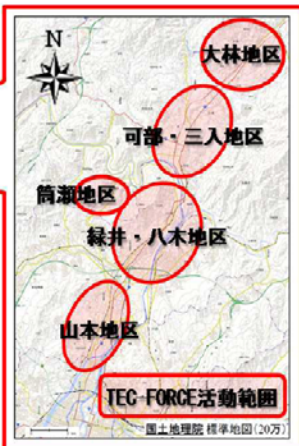 N
大林地区
可部・三入地区
筒瀬地区
緑井・八木地区
山本地区
TEC FORCE活動範囲
国土地理院 標準地図(20万)